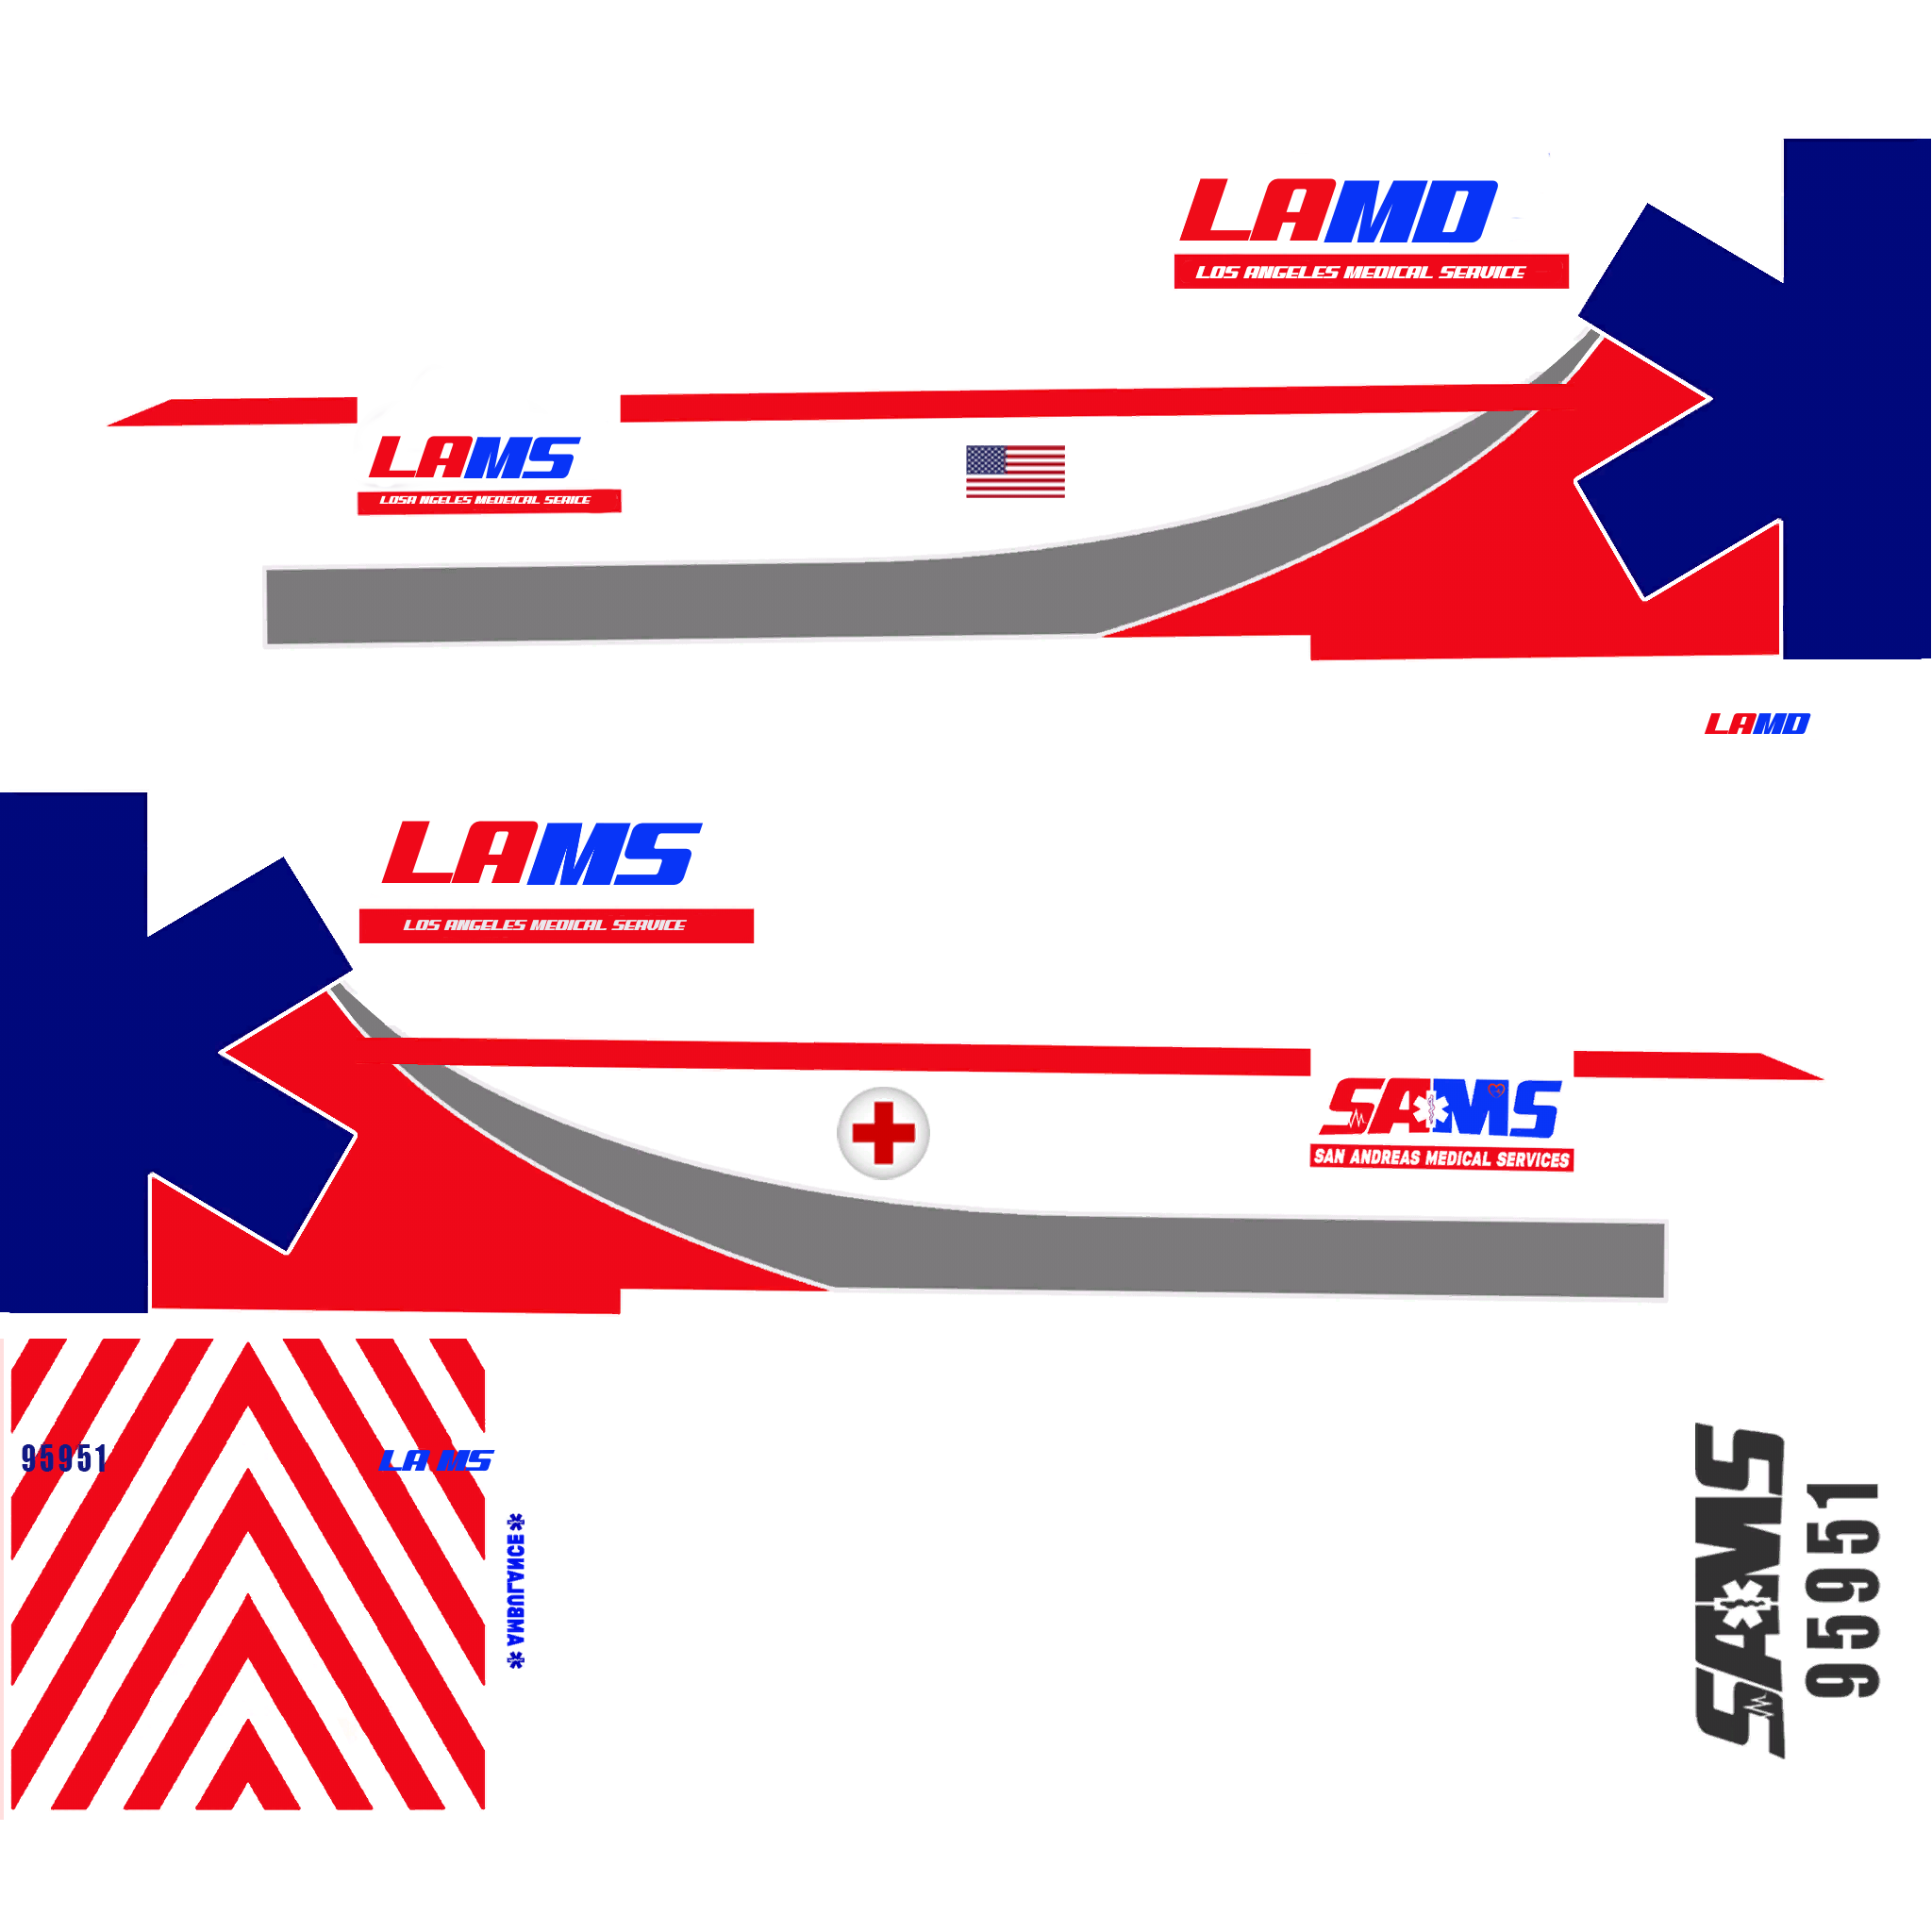 LAMD
LOS ANGELES MEDICAL SERVICE
LAMS
LOSA NGELES MEDEICAL SERICE
LAMD
LAMS
LOS ANGELES MEDICAL SERVICE
SAMS
SAN ANDREAS MEDICAL SERVICES
95951
LA MS
AMBULANCE
SAMS
95951